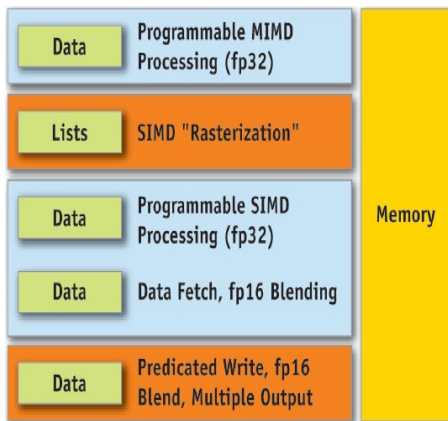 Data
Programmable MIMD
Processing (fp32)
Lists
SIMD "Rasterization"
Data
Programmable SIMD
Processing (fp32)
Memory
Data
Data Fetch, fp16 Blending
Data
Predicated Write, fp16
Blend, Multiple Output